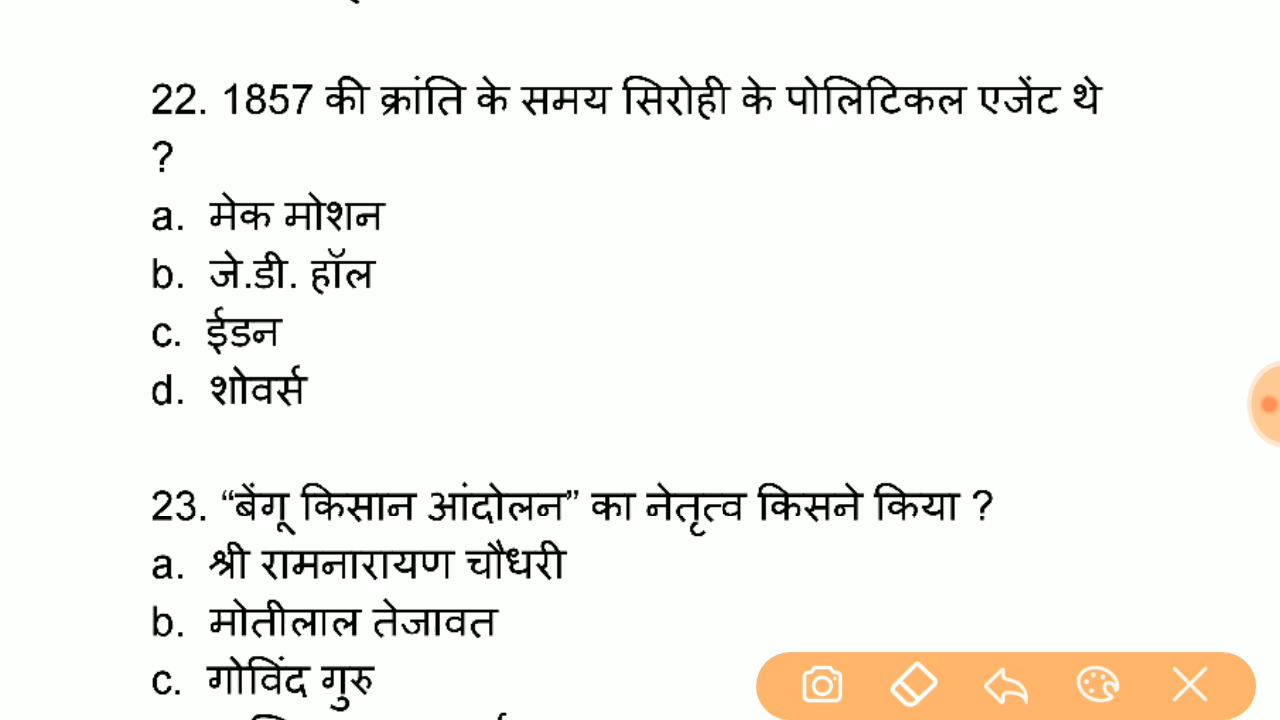 22. 1857 की क्रांति के समय सिरोही के पोलिटिकल एजेंट थे
?
a. मेक मोशन
b. जे.डी. हॉल
c. ईडन
d. शोवर्स
23. “बेंगू किसान आंदोलन” का नेतृत्व किसने किया ?
a. श्री रामनारायण चौधरी
b. मोतीलाल तेजावत
c. गोविंद गुरु